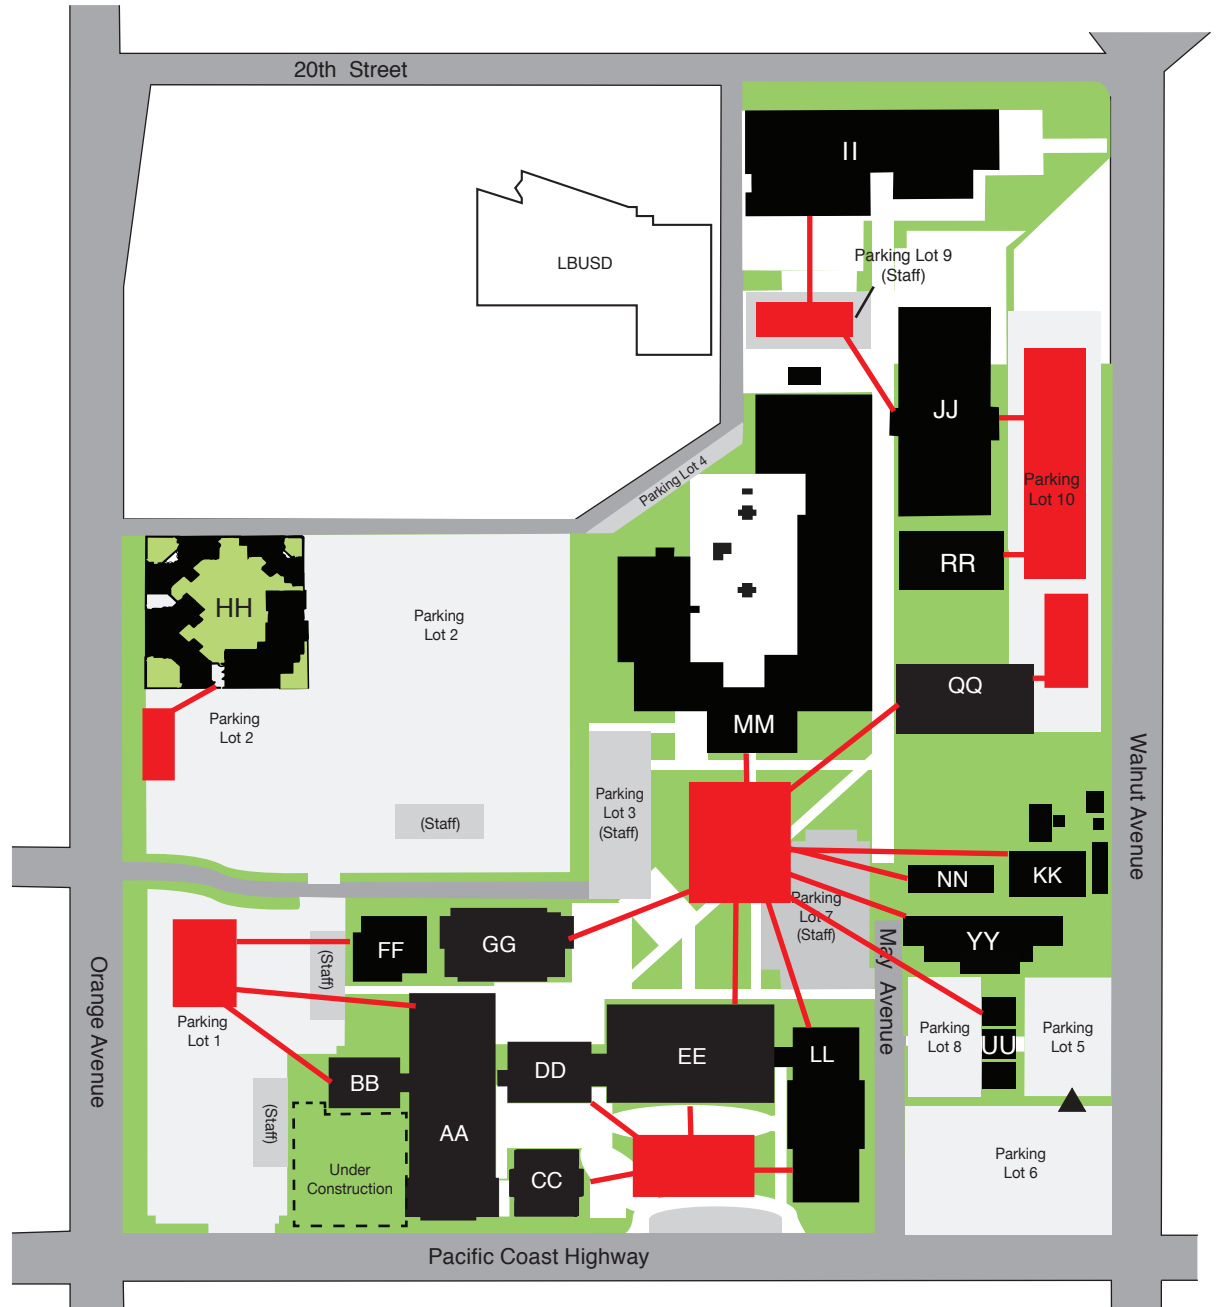 20th Street
II
LBUSD
Parking Lot 9
(Staff)
JJ
Parking Lot 4
Parking
Lot 10
RR
HH
Parking
Lot 2
QQ
Parking
Lot 2
MM
Walnut Avenue
Parking
Lot 3
(Staff)
(Staff)
KK
NN
Parking
Lot 7
(Staff)
YY
FF
GG
(Staff)
May Avenue
Orange Avenue
Parking
Lot 1
Parking
Lot 8
UU
Parking
Lot 5
LL
EE
DD
BB
(Staff)
AA
Parking
Lot 6
Under
Construction
CC
Pacific Coast Highway